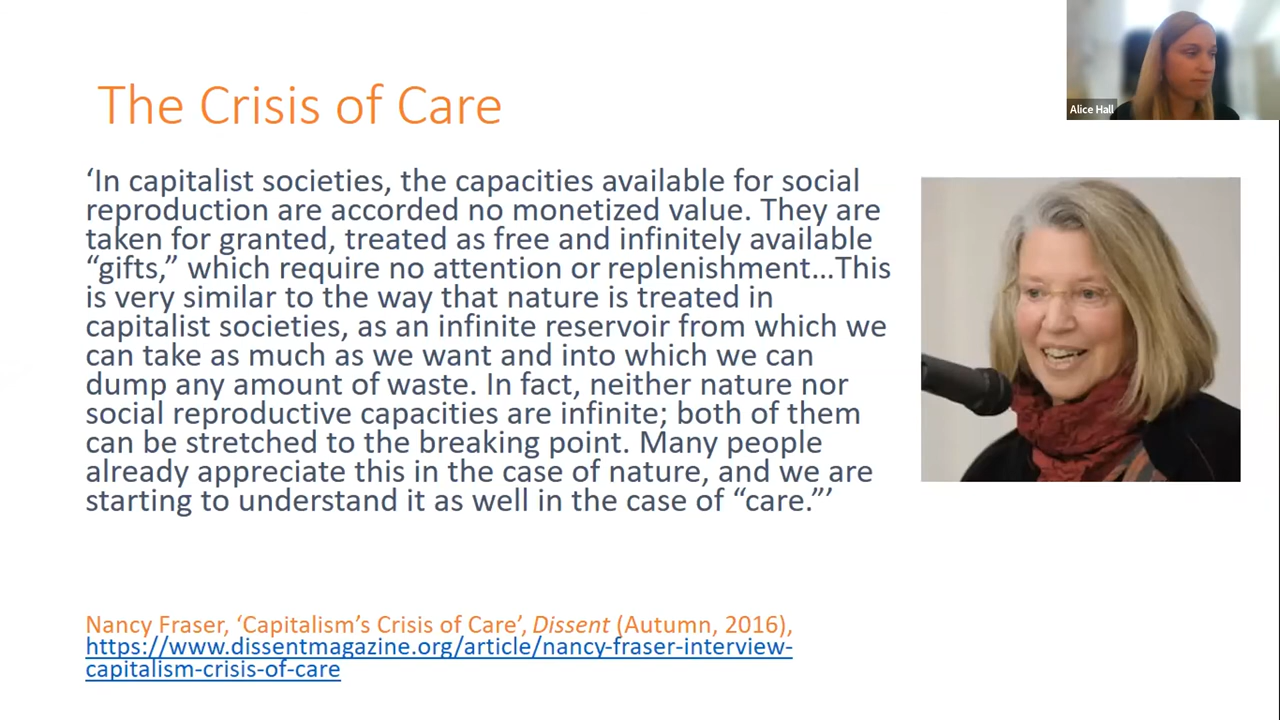 Alice Hall
The Crisis of Care
‘In capitalist societies, the capacities available for social
reproduction are accorded no monetized value. They are
taken for granted, treated as free and infinitely available
“gifts,” which require no attention or replenishment…This
is very similar to the way that nature is treated in
capitalist societies, as an infinite reservoir from which we
can take as much as we want and into which we can
dump any amount of waste. In fact, neither nature nor
social reproductive capacities are infinite; both of them
can be stretched to the breaking point. Many people
already appreciate this in the case of nature, and we are
starting to understand it as well in the case of “care.”’
Nancy Fraser, ‘Capitalism’s Crisis of Care’, Dissent (Autumn, 2016),
https://www.dissentmagazine.org/article/nancy-fraser-interview-
capitalism-crisis-of-care